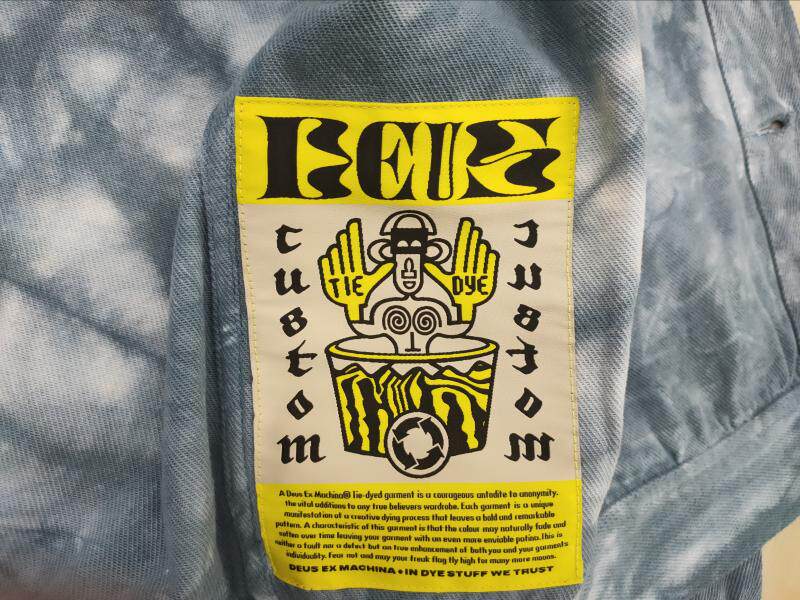 DEUS
custom
TIE DYE
custom
A Deus Ex Machina® Tie-dyed garment is a courageous antodite to anonymity.
the vital additions to any true believers wardrobe. Each garment is a unique
manifestation of a creative dying process that leaves a bold and remarkable
pattern. A characteristic of this garment is that the colour may naturally fade and
soften over time leaving your garment with an even more enviable patina.This is
neither a fault nor a defect but an true enhancement of both you and your garments
individuality. Fear not and may your freak flag fly high for many more moons.
DEUS EX MACHINA • IN DYE STUFF WE TRUST